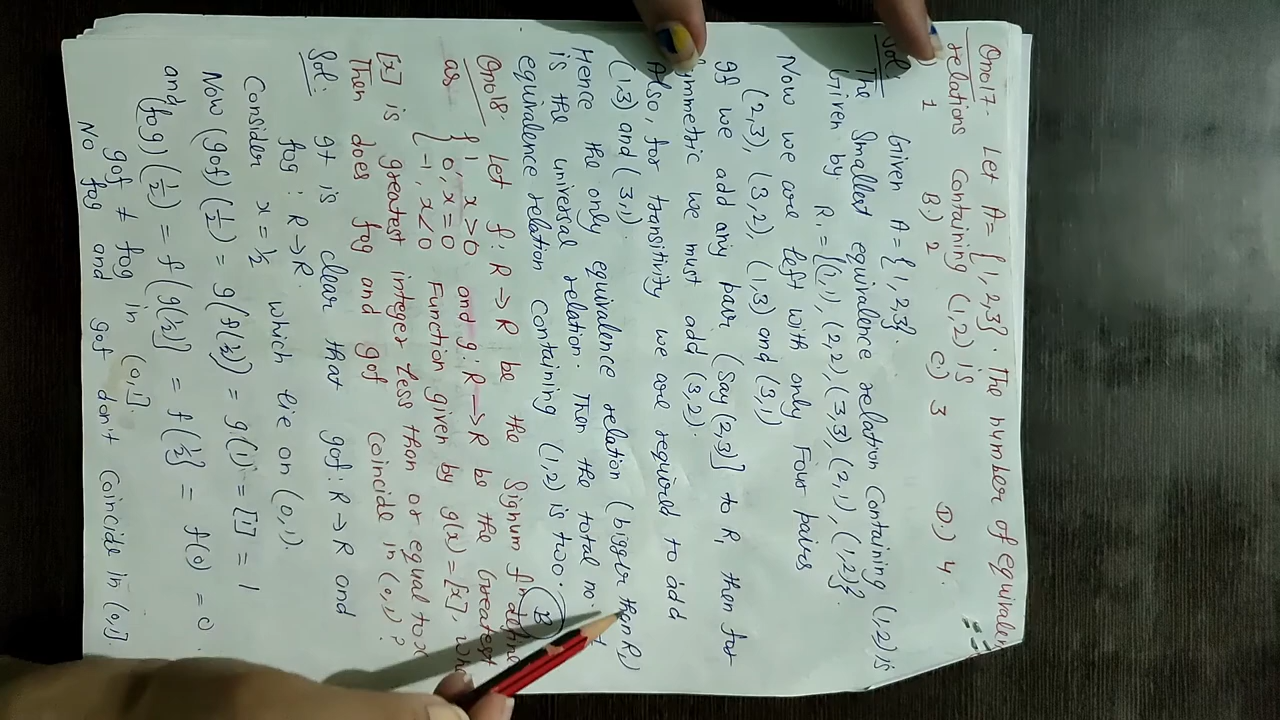 Qno17. Let A = {1,2,3}. The number of
relations containing (1,2) is
1 B.) 2 C.) 3 D.) 4.
Sol: Given A = {1,2,3}.
The Smallest equivalence relation containing (1,2) is
Given by R₁ = {(1,1), (2,2), (3,3), (2,1), (1,2)}.
Now we are left with only Four pairs
(2,3), (3,2), (1,3) and (3,1)
If we add any pair (Say (2,3)] to R, then for
we must add (3,2).
Also, for transitivity we are required to add
(1,3) and (3,1).
Hence the only equivalence relation (bigger than R₁)
is the universal relation. Then the total no.
equivalence relation containing (1,2) is two. (B
Qno18. Let f: R → R be the Signum
as { 1, x>0
0, x=0 and g: R → R be the Greatest
-1, x<0 Function given by g(x) = [x],
[x] is greatest integer less than or equal to x
Then does fog and gof coincide in (0,1)?
Sol: It is clear that gof: R → R and
fog: R → R.
Consider x = 1/2 which lie on (0,1).
Now (gof) (1/2) = g(f(1/2)) = g(1) = [1] = 1
and (fog) (1/2) = f(g(1/2)] = f(1/2} = f(0) = 0.
gof ≠ fog in (0,1].
No fog and gof don't coincide in (0,1].